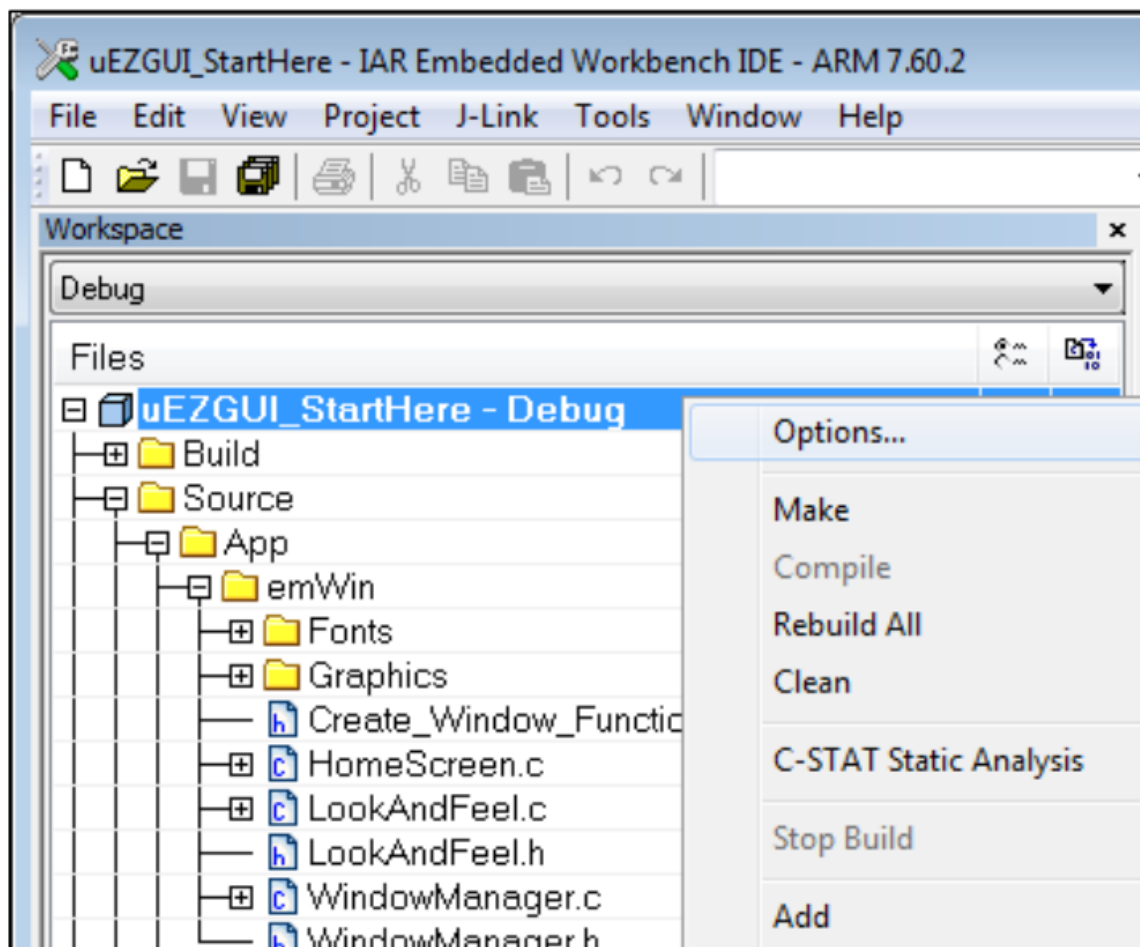 uEZGUI_StartHere - IAR Embedded Workbench IDE - ARM 7.60.2
File Edit View Project J-Link Tools Window Help
Workspace
Debug
Files
uEZGUI_StartHere - Debug
Options...
Build
Source
Make
App
Compile
emWin
Rebuild All
Fonts
Graphics
Clean
Create_Window_Functic
HomeScreen.c
C-STAT Static Analysis
LookAndFeel.c
Stop Build
LookAndFeel.h
WindowManager.c
Add
WindowManager.h